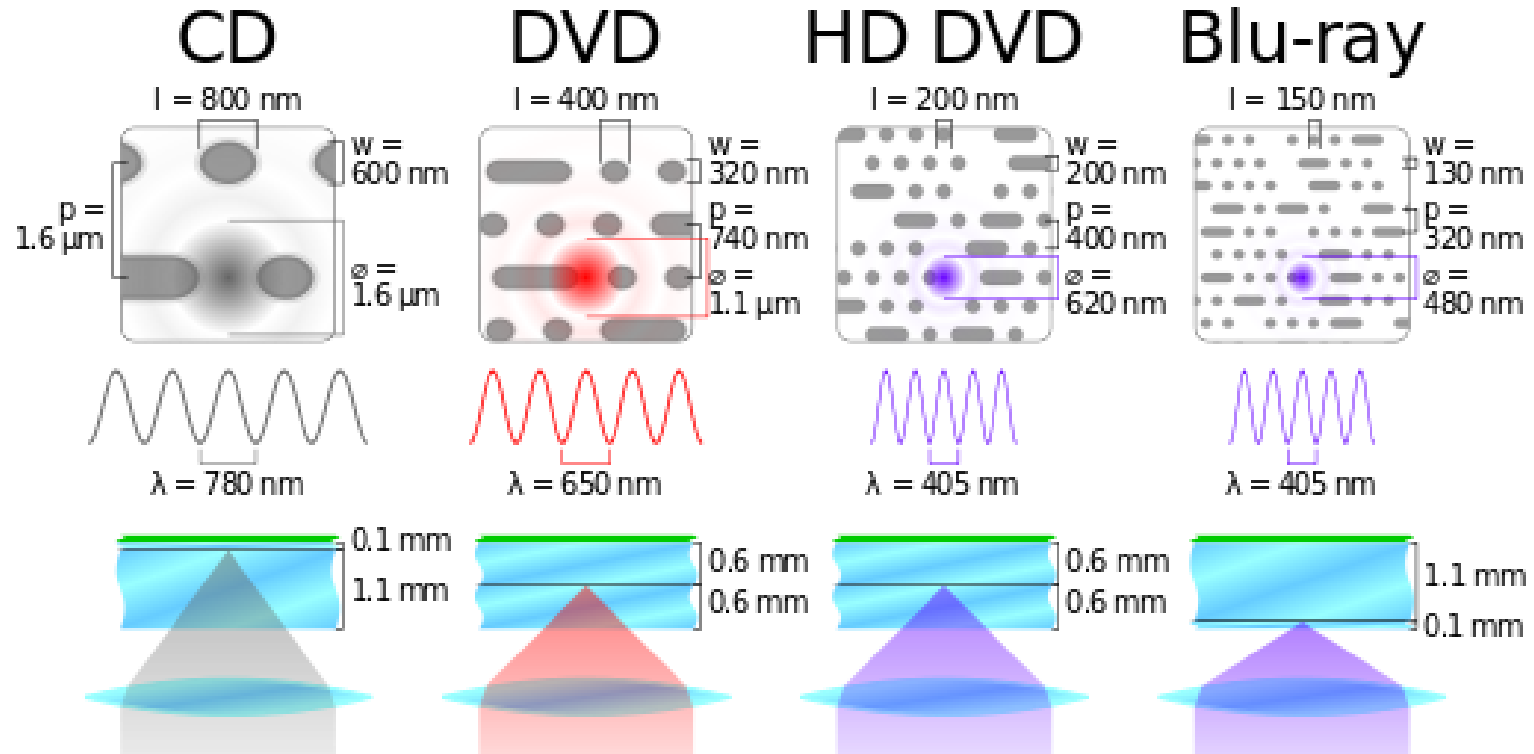 CD
l = 800 nm
w =
600 nm
p =
1.6 µm
⌀ =
1.6 µm
λ = 780 nm
0.1 mm
1.1 mm
DVD
l = 400 nm
w =
320 nm
p =
740 nm
⌀ =
1.1 µm
λ = 650 nm
0.6 mm
0.6 mm
HD DVD
l = 200 nm
w =
200 nm
p =
400 nm
⌀ =
620 nm
λ = 405 nm
0.6 mm
0.6 mm
Blu-ray
l = 150 nm
w =
130 nm
p =
320 nm
⌀ =
480 nm
λ = 405 nm
1.1 mm
0.1 mm